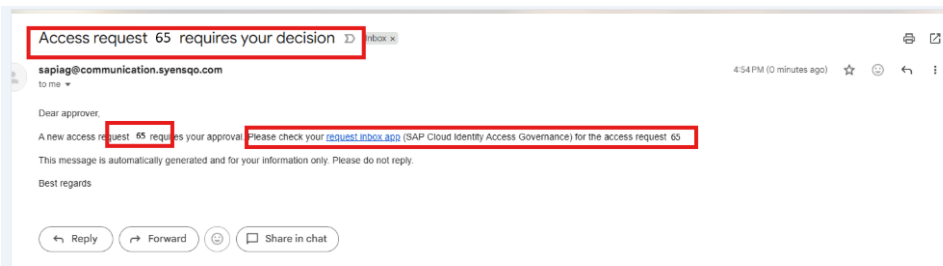 Access request 65 requires your decision
Inbox x
sapiag@communication.syensqo.com
4:54 PM (0 minutes ago)
to me
Dear approver,
A new access request 65 requires your approval. Please check your request inbox app (SAP Cloud Identity Access Governance) for the access request 65
This message is automatically generated and for your information only. Please do not reply.
Best regards
Reply
Forward
Share in chat